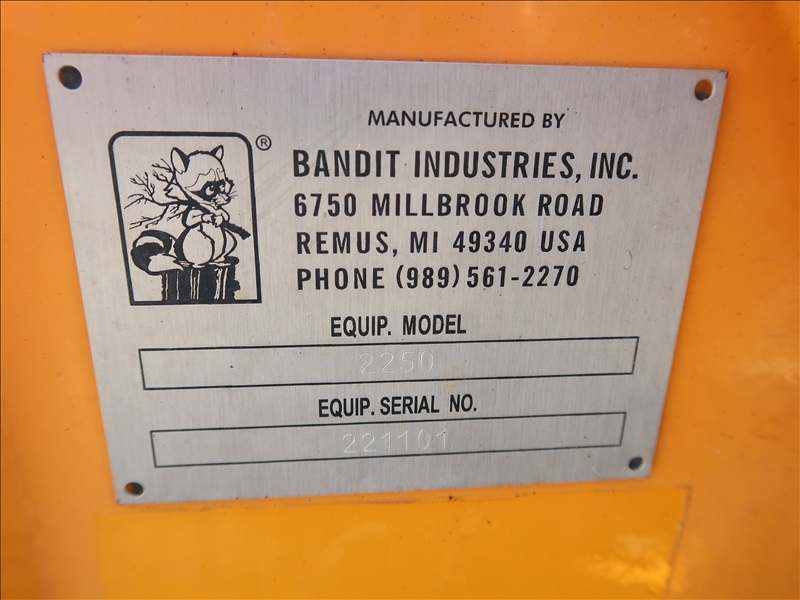 MANUFACTURED BY
®
BANDIT INDUSTRIES, INC.
6750 MILLBROOK ROAD
REMUS, MI 49340 USA
PHONE (989) 561-2270
EQUIP. MODEL
2250
EQUIP. SERIAL NO.
221101